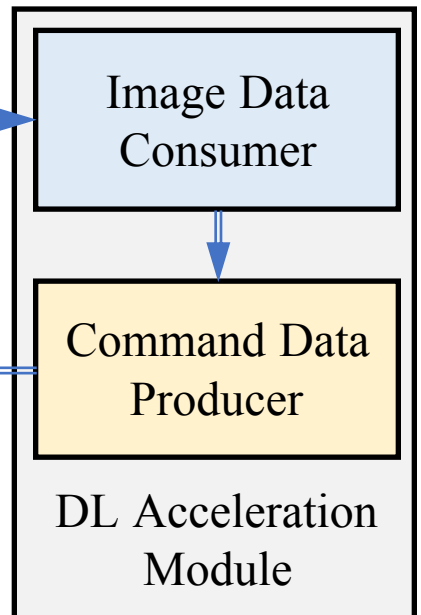 Image Data
Consumer
Command Data
Producer
DL Acceleration
Module